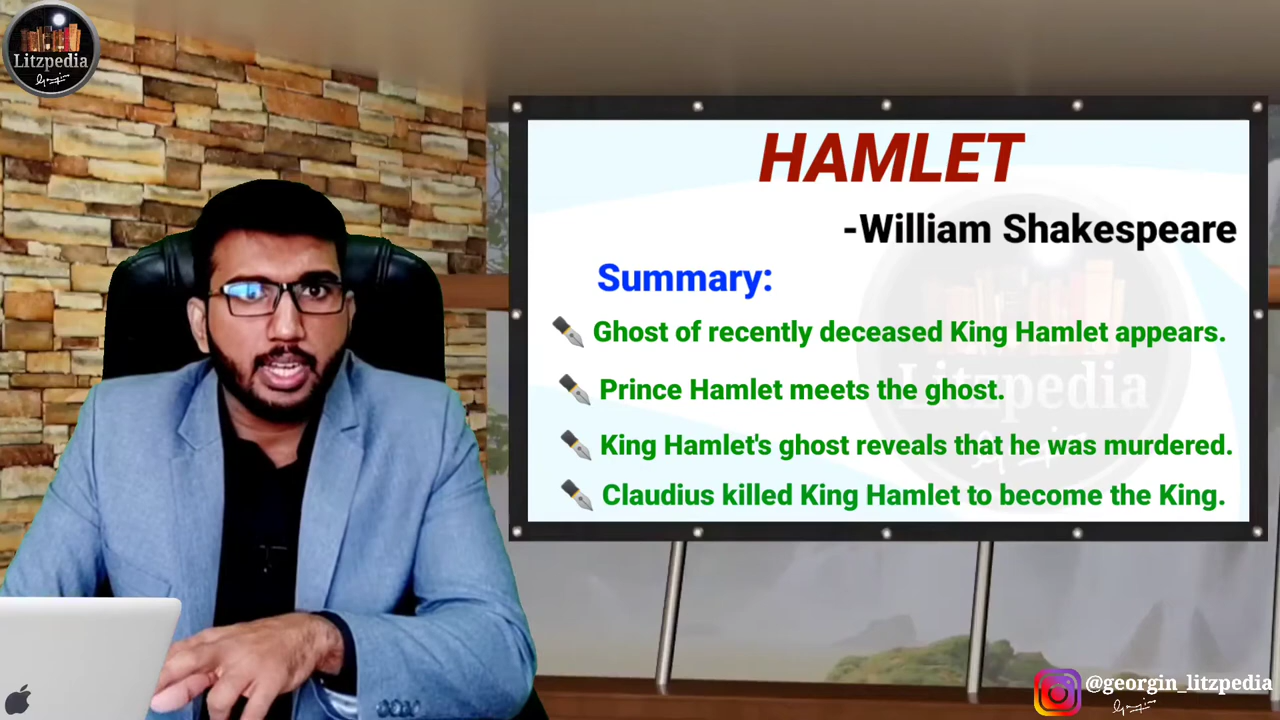 Litzpedia
HAMLET
-William Shakespeare
Summary:
Ghost of recently deceased King Hamlet appears.
Prince Hamlet meets the ghost.
King Hamlet's ghost reveals that he was murdered.
Claudius killed King Hamlet to become the King.
Litzpedia
@georgin_litzpedia